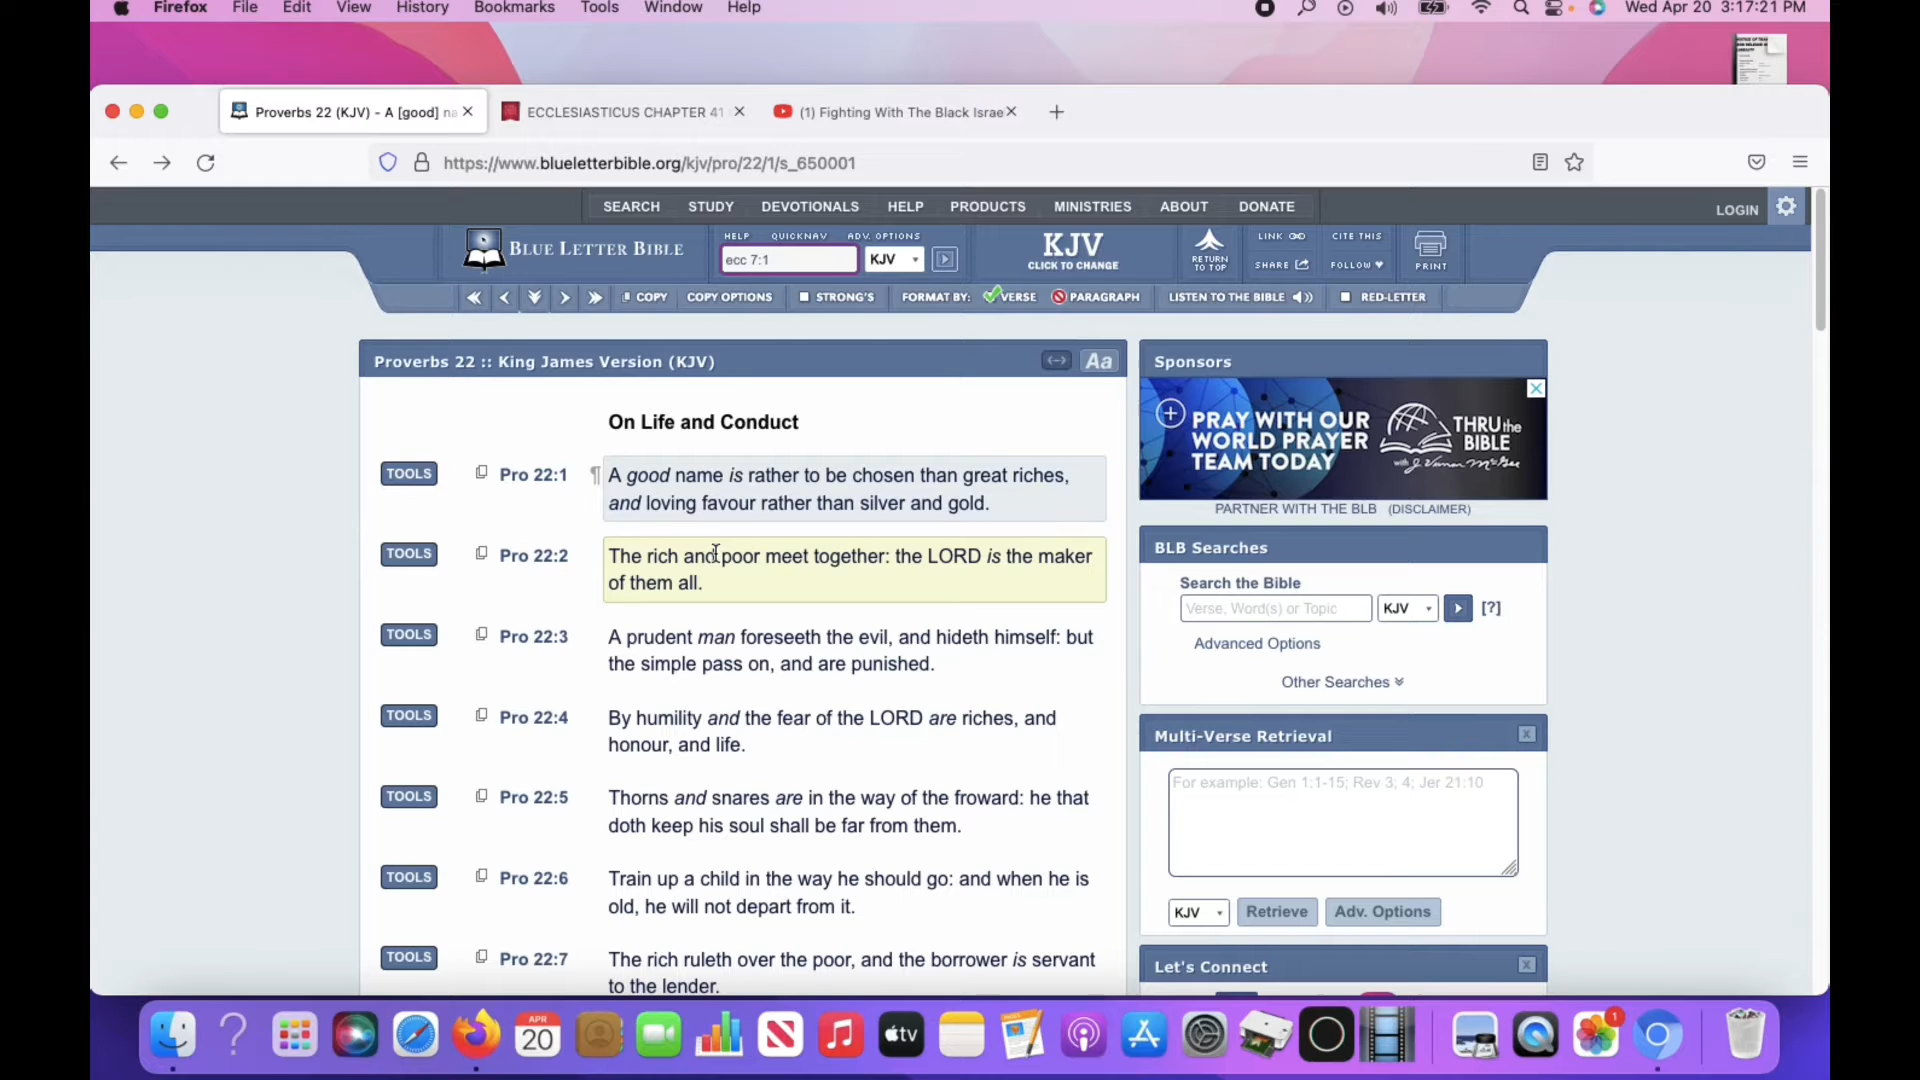 Firefox File Edit View History Bookmarks Tools Window Help Wed Apr 20 3:17:21 PM
Proverbs 22 (KJV) - A [good] na ECCLESIASTICUS CHAPTER 41 (1) Fighting With The Black Israe
https://www.blueletterbible.org/kjv/pro/22/1/s_650001
SEARCH STUDY DEVOTIONALS HELP PRODUCTS MINISTRIES ABOUT DONATE LOGIN
BLUE LETTER BIBLE
HELP QUICKNAV ADV. OPTIONS
ecc 7:1 KJV
KJV
CLICK TO CHANGE
RETURN
TO TOP
LINK CITE THIS
SHARE FOLLOW
PRINT
COPY COPY OPTIONS STRONG'S FORMAT BY: VERSE PARAGRAPH LISTEN TO THE BIBLE RED-LETTER
Proverbs 22 :: King James Version (KJV) Aa
On Life and Conduct
TOOLS Pro 22:1 ¶ A good name is rather to be chosen than great riches,
and loving favour rather than silver and gold.
TOOLS Pro 22:2 The rich and poor meet together: the LORD is the maker
of them all.
TOOLS Pro 22:3 A prudent man foreseeth the evil, and hideth himself: but
the simple pass on, and are punished.
TOOLS Pro 22:4 By humility and the fear of the LORD are riches, and
honour, and life.
TOOLS Pro 22:5 Thorns and snares are in the way of the froward: he that
doth keep his soul shall be far from them.
TOOLS Pro 22:6 Train up a child in the way he should go: and when he is
old, he will not depart from it.
TOOLS Pro 22:7 The rich ruleth over the poor, and the borrower is servant
to the lender.
Sponsors
PRAY WITH OUR
WORLD PRAYER
TEAM TODAY
THRU the
BIBLE
with J. Vernon McGee
PARTNER WITH THE BLB (DISCLAIMER)
BLB Searches
Search the Bible
Verse, Word(s) or Topic KJV [?]
Advanced Options
Other Searches
Multi-Verse Retrieval X
For example: Gen 1:1-15; Rev 3; 4; Jer 21:10
KJV Retrieve Adv. Options
Let's Connect X
APR
20
tv
1